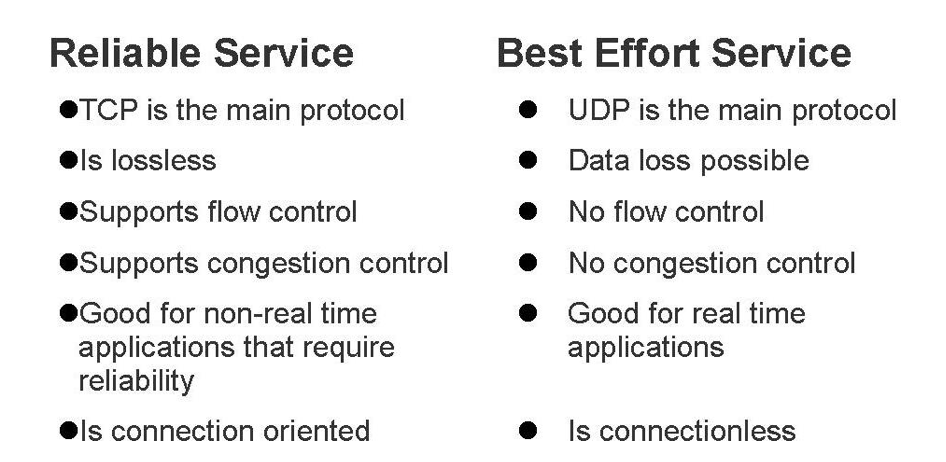 Reliable Service
●TCP is the main protocol
●Is lossless
●Supports flow control
●Supports congestion control
●Good for non-real time
applications that require
reliability
●Is connection oriented
Best Effort Service
● UDP is the main protocol
● Data loss possible
● No flow control
● No congestion control
● Good for real time
applications
● Is connectionless